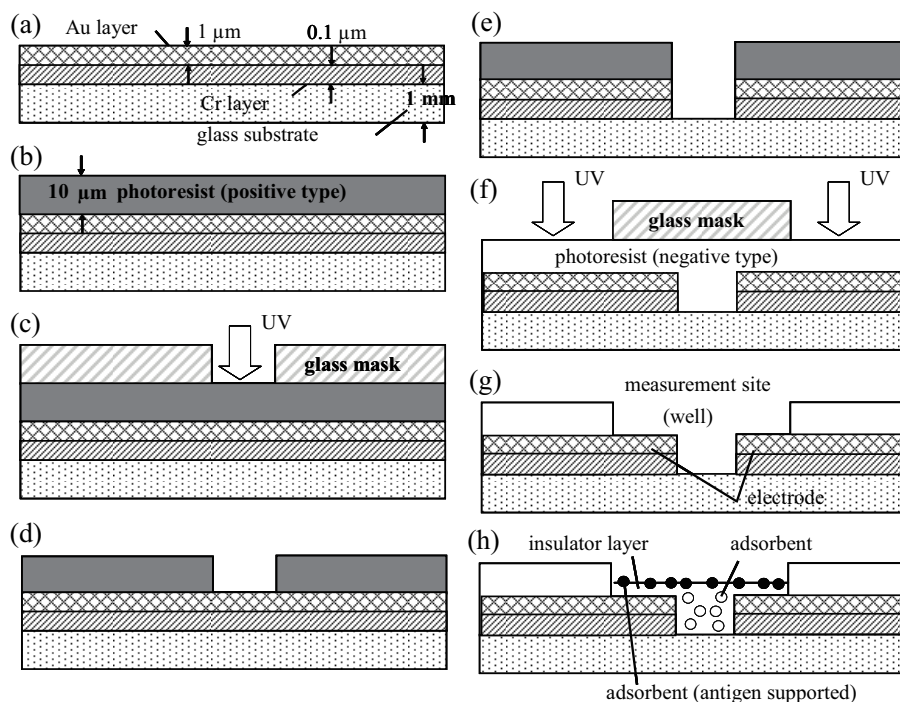 (a)
Au layer
1 μm
0.1 μm
Cr layer
1 mm
glass substrate
(b)
10 μm photoresist (positive type)
(c)
UV
glass mask
(d)
(e)
(f)
UV
UV
glass mask
photoresist (negative type)
(g)
measurement site
(well)
electrode
(h)
insulator layer
adsorbent
adsorbent (antigen supported)